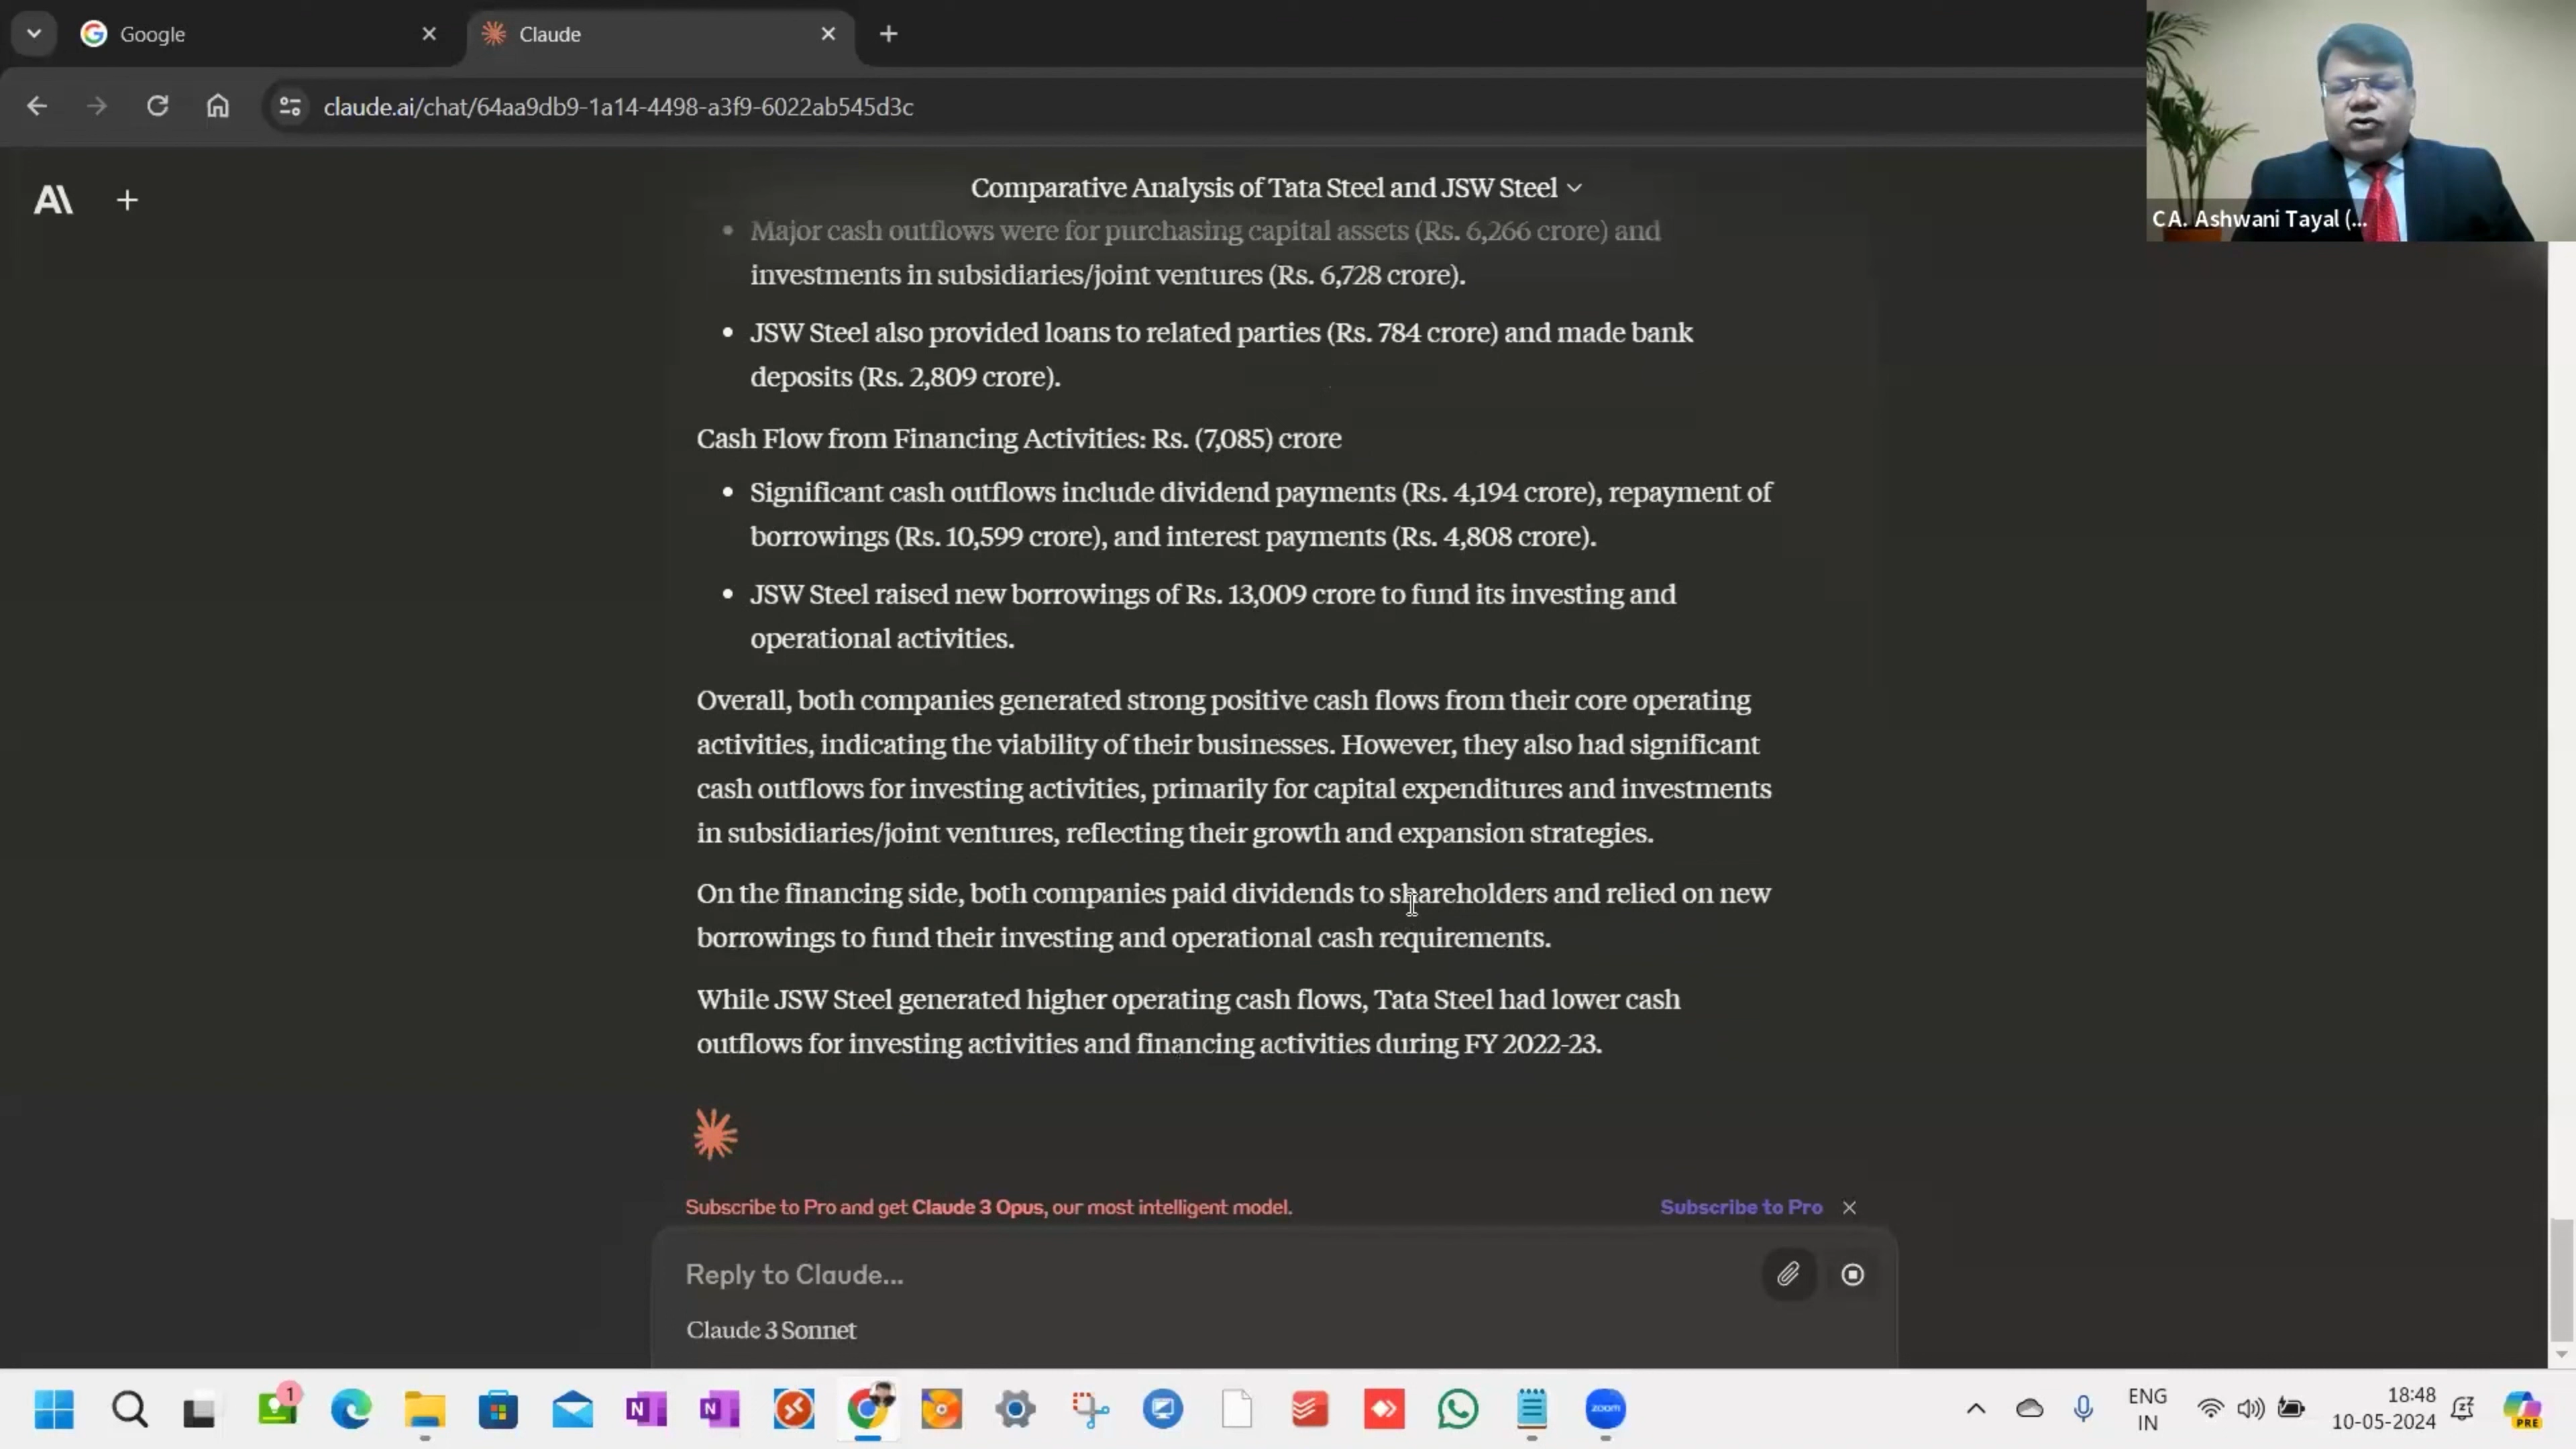 Google
Claude
claude.ai/chat/64aa9db9-1a14-4498-a3f9-6022ab545d3c
CA. Ashwani Tayal (...
A\
Comparative Analysis of Tata Steel and JSW Steel
• Major cash outflows were for purchasing capital assets (Rs. 6,266 crore) and
investments in subsidiaries/joint ventures (Rs. 6,728 crore).
• JSW Steel also provided loans to related parties (Rs. 784 crore) and made bank
deposits (Rs. 2,809 crore).
Cash Flow from Financing Activities: Rs. (7,085) crore
• Significant cash outflows include dividend payments (Rs. 4,194 crore), repayment of
borrowings (Rs. 10,599 crore), and interest payments (Rs. 4,808 crore).
• JSW Steel raised new borrowings of Rs. 13,009 crore to fund its investing and
operational activities.
Overall, both companies generated strong positive cash flows from their core operating
activities, indicating the viability of their businesses. However, they also had significant
cash outflows for investing activities, primarily for capital expenditures and investments
in subsidiaries/joint ventures, reflecting their growth and expansion strategies.
On the financing side, both companies paid dividends to shareholders and relied on new
borrowings to fund their investing and operational cash requirements.
While JSW Steel generated higher operating cash flows, Tata Steel had lower cash
outflows for investing activities and financing activities during FY 2022-23.
Subscribe to Pro and get Claude 3 Opus, our most intelligent model.
Subscribe to Pro
Reply to Claude...
Claude 3 Sonnet
1
N
N
zoom
ENG
IN
18:48
10-05-2024
PRE